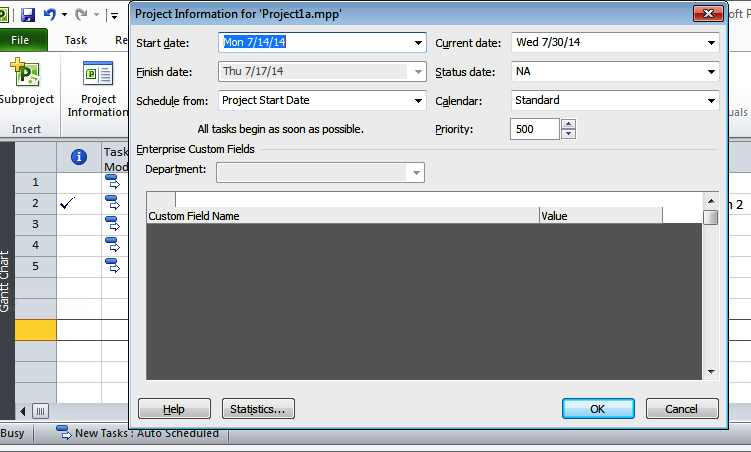 Project Information for 'Project1a.mpp'
soft P
File Task Re
Start date: Mon 7/14/14 Current date: Wed 7/30/14
Finish date: Thu 7/17/14 Status date: NA
Subproject Project Information
Schedule from: Project Start Date Calendar: Standard
All tasks begin as soon as possible. Priority: 500
Insert
Enterprise Custom Fields
Department:
Task
Mod
1
2
3
4
5
n 2
Custom Field Name Value
Gantt Chart
Help Statistics... OK Cancel
Busy New Tasks : Auto Scheduled